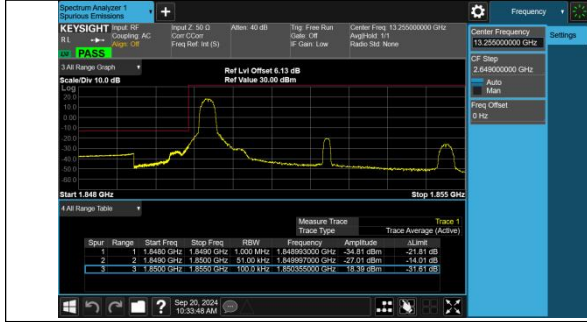 Spectrum Analyzer 1
Spurious Emissions
Frequency
KEYSIGHT Input: RF Input Z: 50 Ω Atten: 40 dB Trig: Free Run Center Freq: 13.255000000 GHz
RL Coupling: AC Corr CCorr Gate: Off Avg|Hold: 1/1
Align: Off Freq Ref: Int (S) IF Gain: Low Radio Std: None
PASS
Center Frequency
13.255000000 GHz
Settings
CF Step
2.649000000 GHz
Auto
Man
Freq Offset
0 Hz
3 All Range Graph
Ref Lvl Offset 6.13 dB
Scale/Div 10.0 dB Ref Value 30.00 dBm
Log
20.0
10.0
0.00
-10.0
-20.0
-30.0
-40.0
-50.0
-60.0
Start 1.848 GHz Stop 1.855 GHz
4 All Range Table
Measure Trace Trace 1
Trace Type Trace Average (Active)
Spur Range Start Freq Stop Freq RBW Frequency Amplitude ΔLimit
1 1 1.8480 GHz 1.8490 GHz 1.000 MHz 1.848993000 GHz -34.81 dBm -21.81 dB
2 2 1.8490 GHz 1.8500 GHz 51.00 kHz 1.849997000 GHz -27.01 dBm -14.01 dB
3 3 1.8500 GHz 1.8550 GHz 100.0 kHz 1.850355000 GHz 18.39 dBm -31.61 dB
Sep 20, 2024
10:33:48 AM